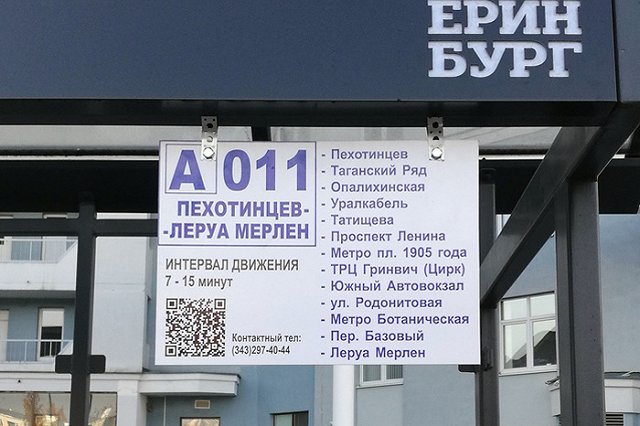 ЕРИН
БУРГ
А 011
ПЕХОТИНЦЕВ-
-ЛЕРУА МЕРЛЕН
ИНТЕРВАЛ ДВИЖЕНИЯ
7 - 15 минут
Контактный тел:
(343)297-40-44
- Пехотинцев
- Таганский Ряд
- Опалихинская
- Уралкабель
- Татищева
- Проспект Ленина
- Метро пл. 1905 года
- ТРЦ Гринвич (Цирк)
- Южный Автовокзал
- ул. Родонитовая
- Метро Ботаническая
- Пер. Базовый
- Леруа Мерлен